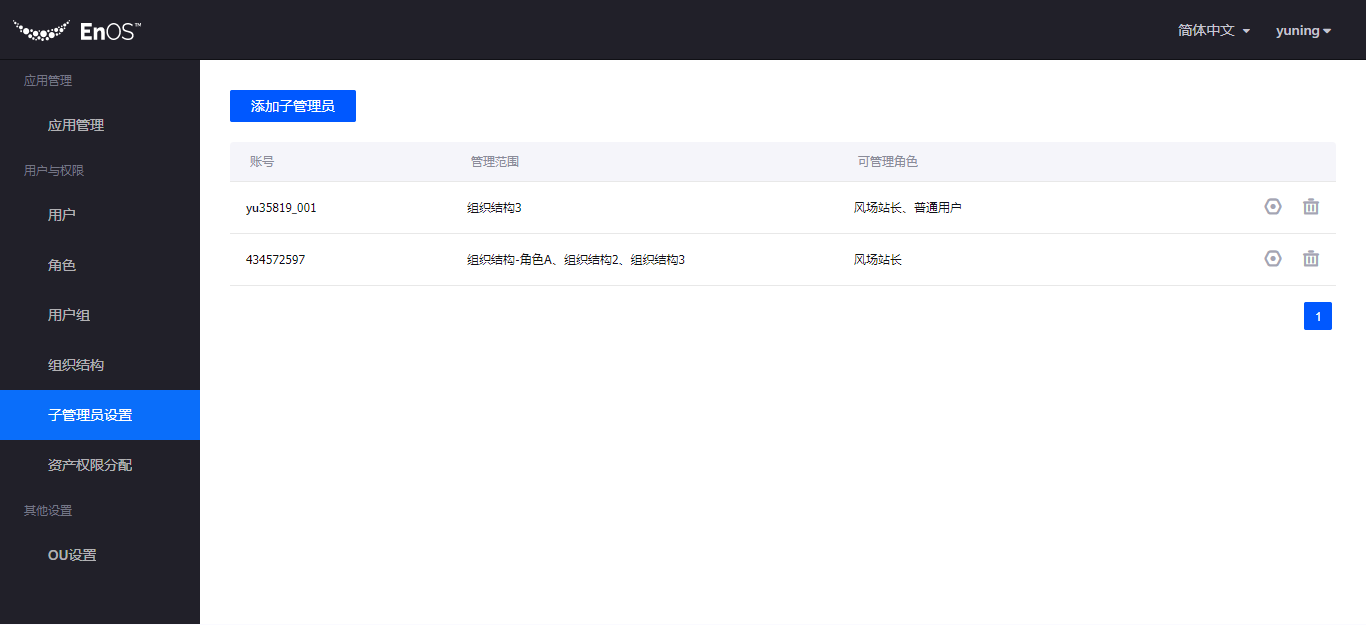 EnOS™
简体中文
yuning
应用管理
应用管理
用户与权限
用户
角色
用户组
组织结构
子管理员设置
资产权限分配
其他设置
OU设置
添加子管理员
账号 管理范围 可管理角色
yu35819_001 组织结构3 风场站长、普通用户
434572597 组织结构-角色A、组织结构2、组织结构3 风场站长
1